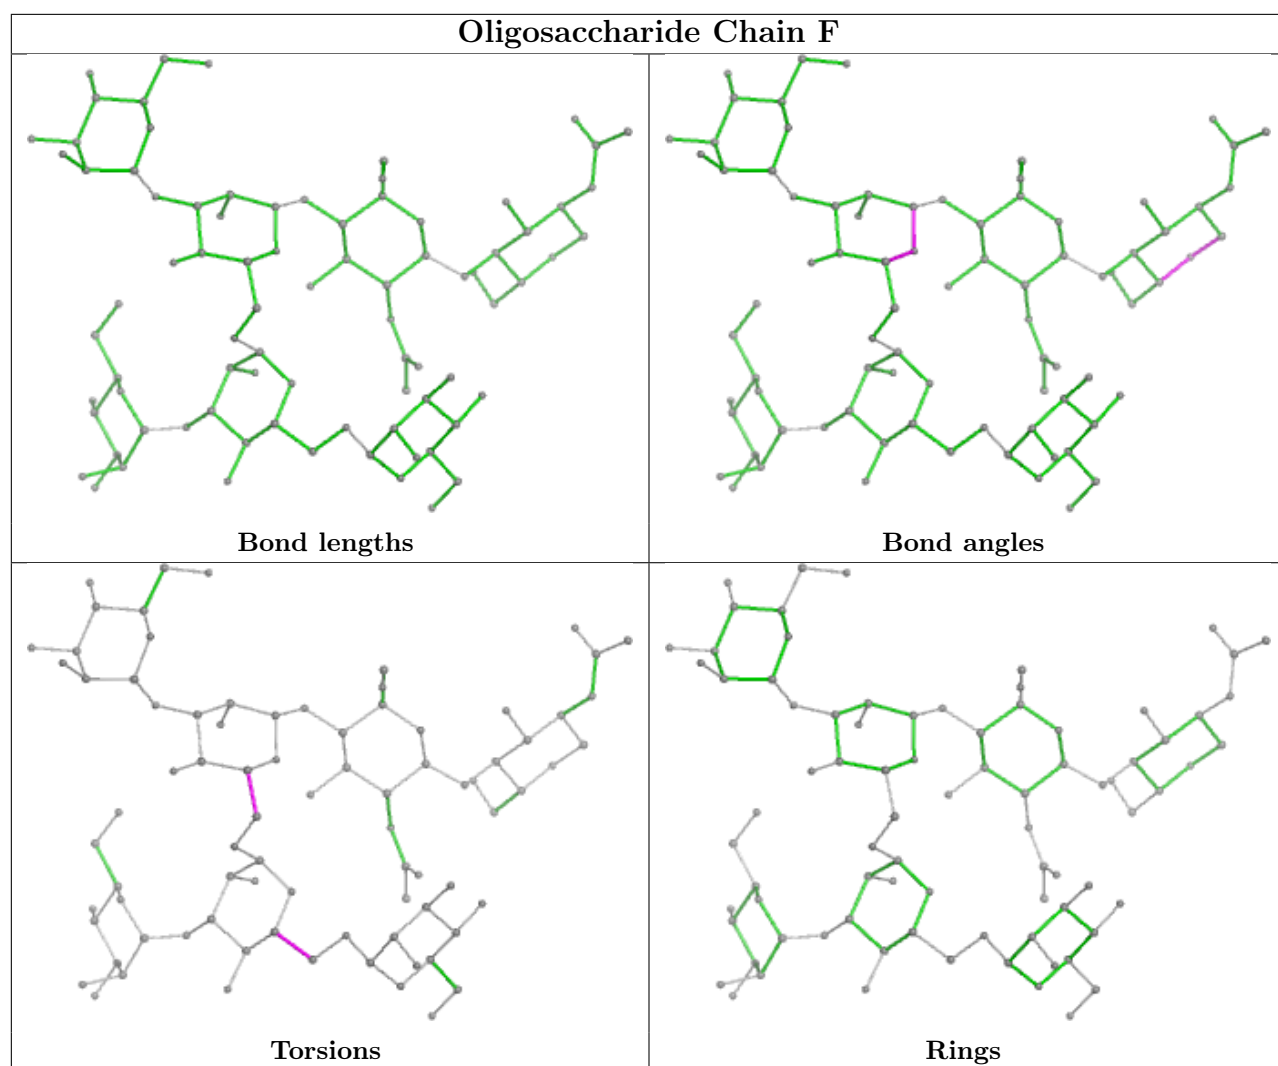 Oligosaccharide Chain F
Bond lengths
Bond angles
Torsions
Rings